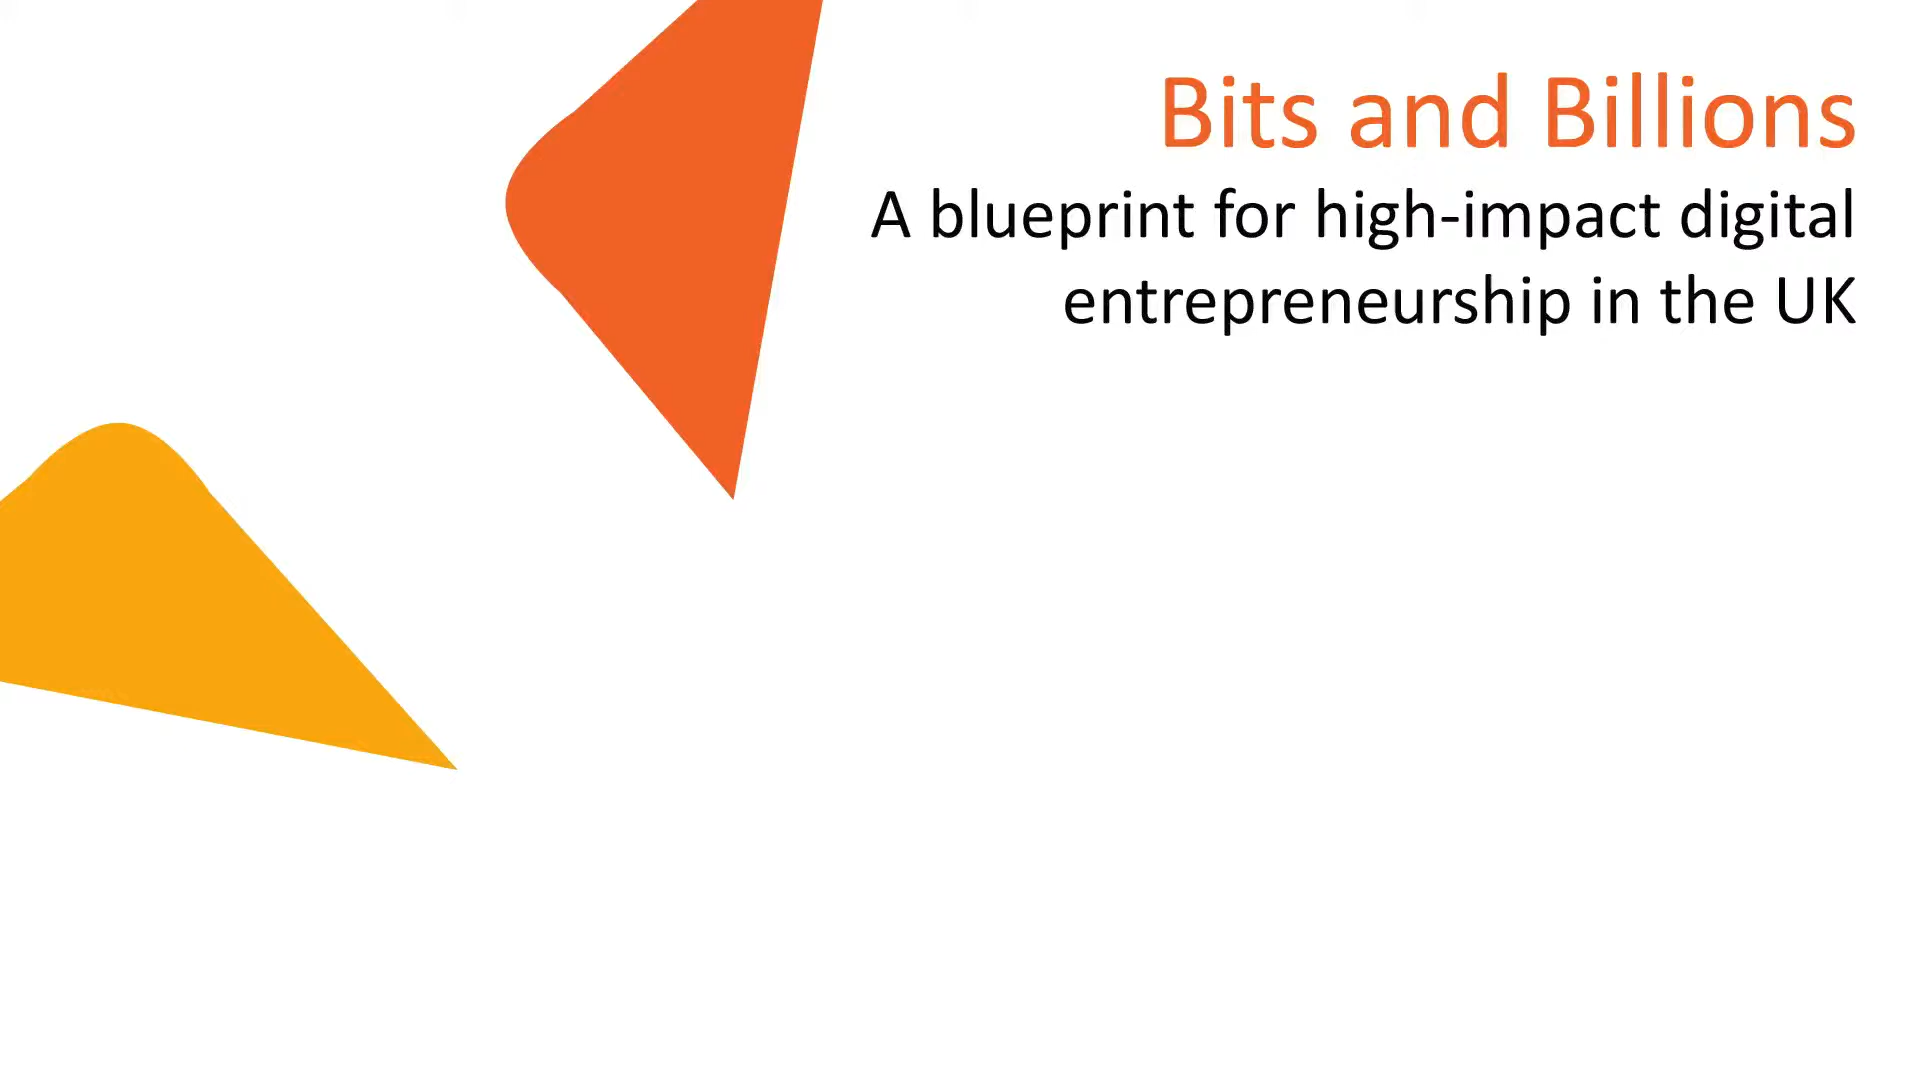 Bits and Billions
A blueprint for high-impact digital
entrepreneurship in the UK